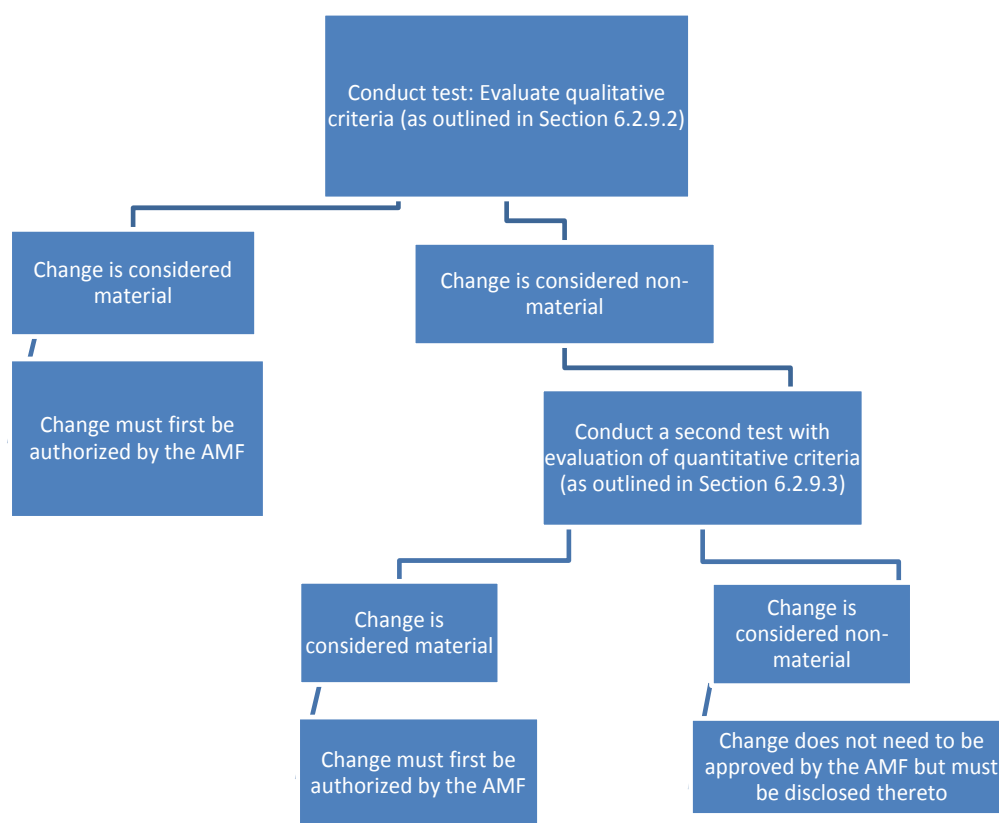 Conduct test: Evaluate qualitative
criteria (as outlined in Section 6.2.9.2)
Change is considered
material
Change is considered non-
material
Change must first be
authorized by the AMF
Conduct a second test with
evaluation of quantitative criteria
(as outlined in Section 6.2.9.3)
Change is
considered material
Change is
considered non-
material
Change must first be
authorized by the AMF
Change does not need to be
approved by the AMF but must
be disclosed thereto